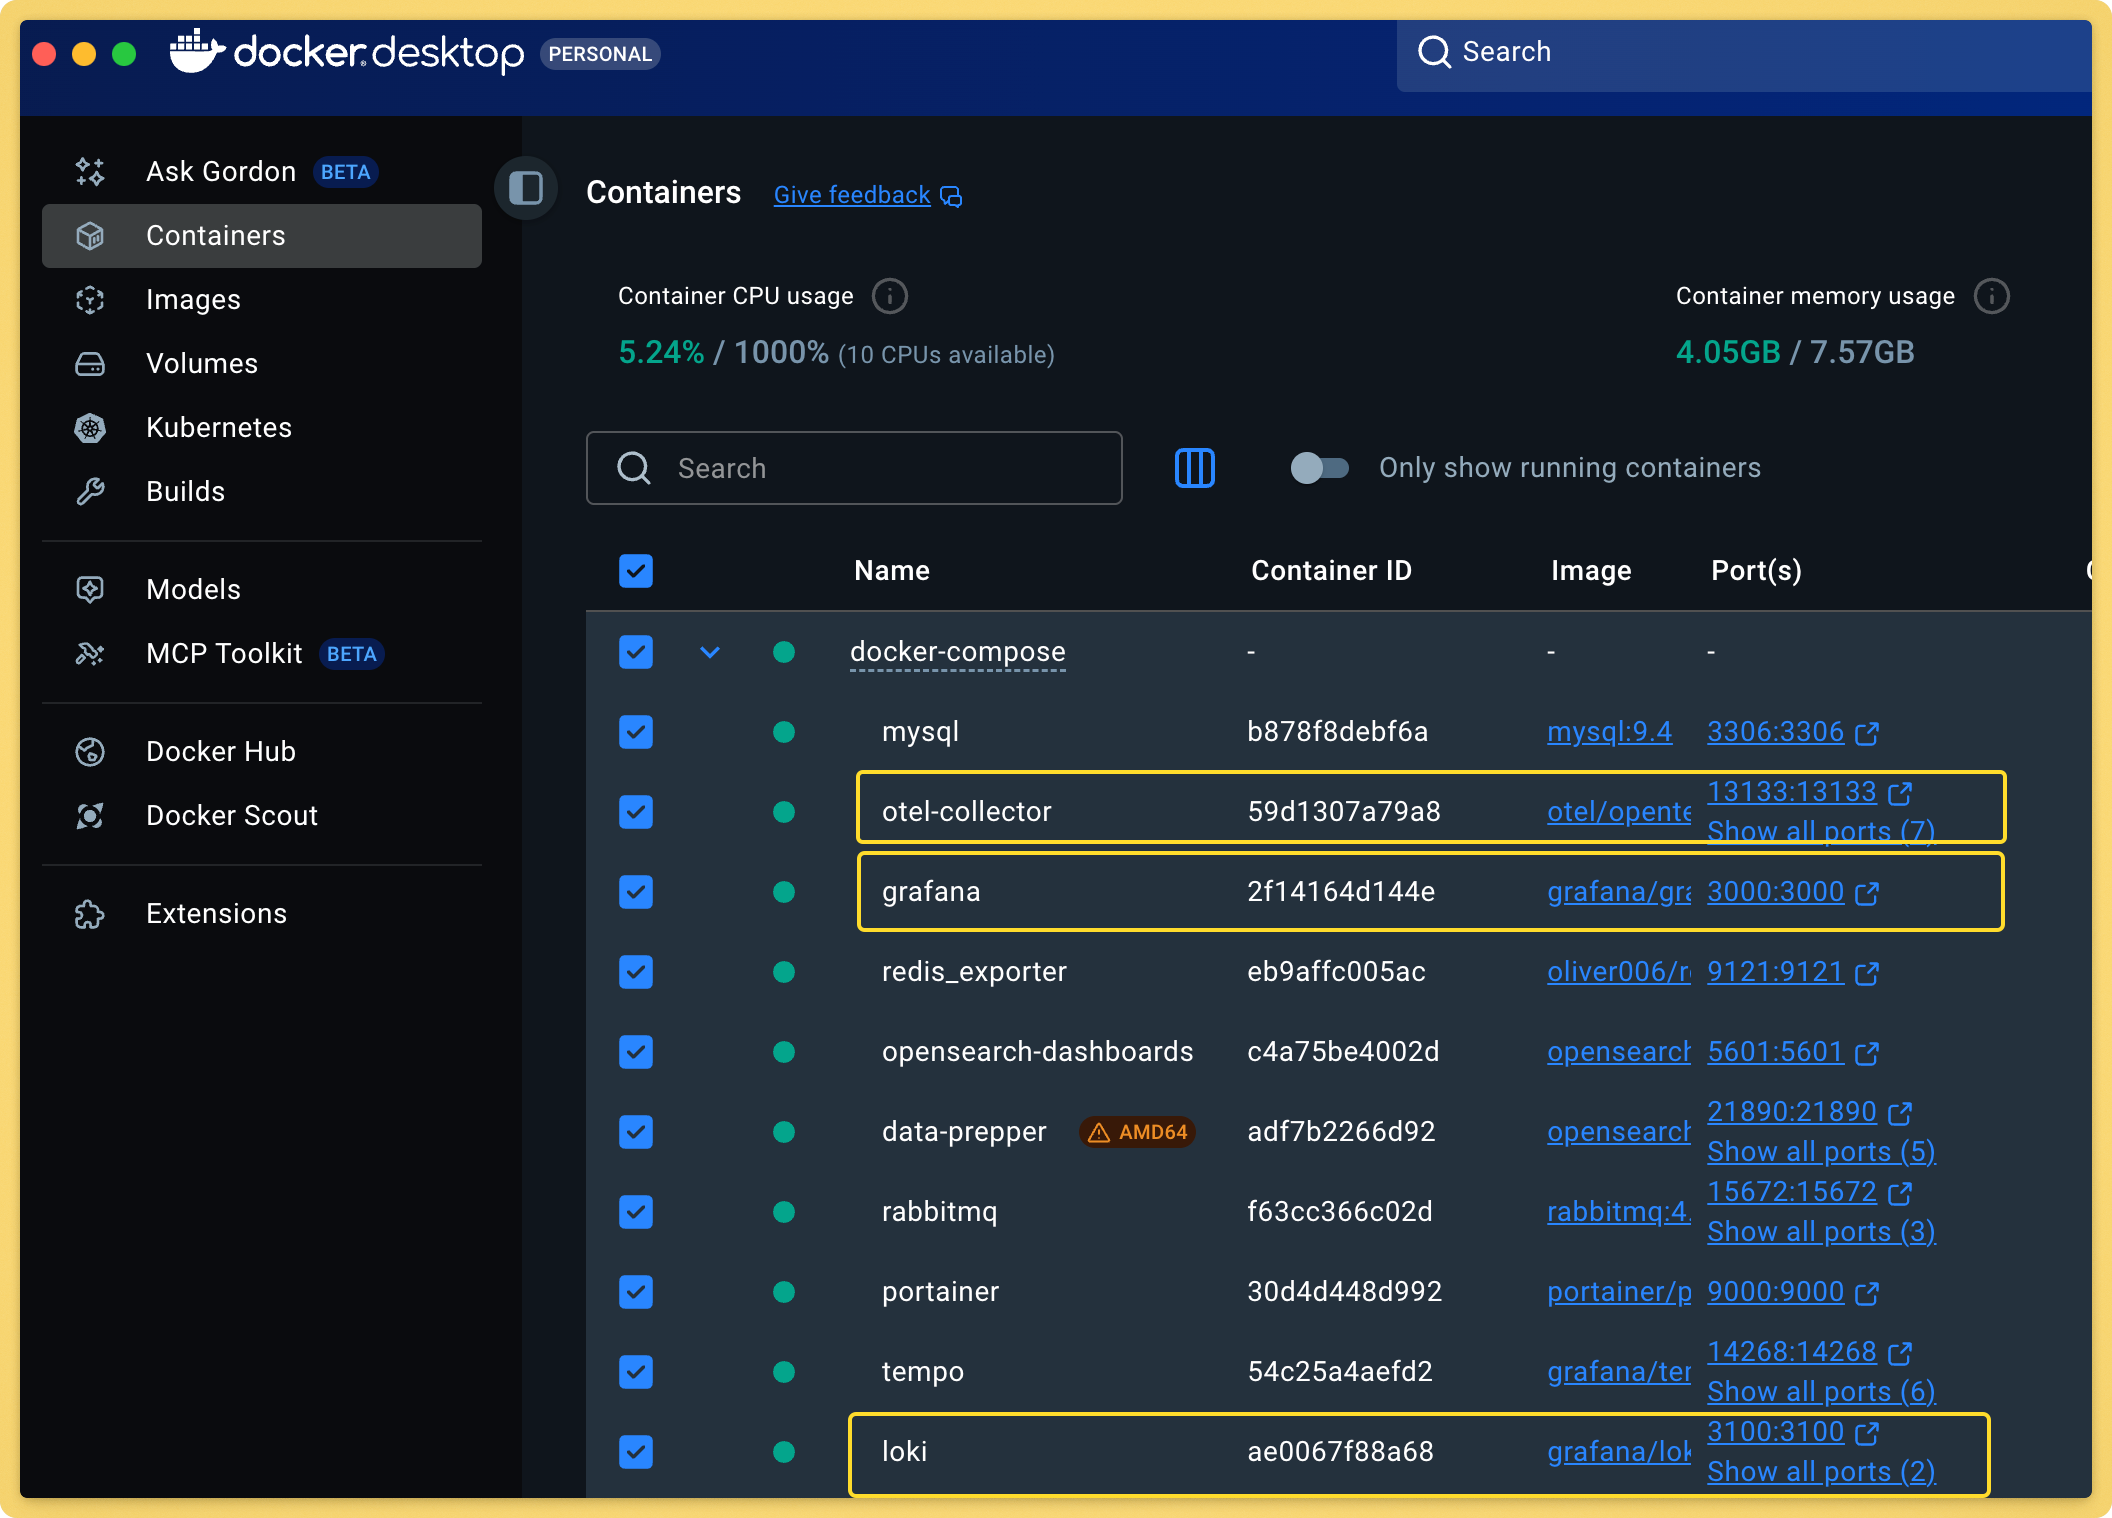 docker desktop PERSONAL
Search
Ask Gordon BETA
Containers
Images
Volumes
Kubernetes
Builds
Models
MCP Toolkit BETA
Docker Hub
Docker Scout
Extensions
Containers Give feedback
Container CPU usage
5.24% / 1000% (10 CPUs available)
Container memory usage
4.05GB / 7.57GB
Search
Only show running containers
Name Container ID Image Port(s)
docker-compose - - -
mysql b878f8debf6a mysql:9.4 3306:3306
otel-collector 59d1307a79a8 otel/opente 13133:13133
Show all ports (7)
grafana 2f14164d144e grafana/gra 3000:3000
redis_exporter eb9affc005ac oliver006/r 9121:9121
opensearch-dashboards c4a75be4002d opensearch 5601:5601
data-prepper AMD64 adf7b2266d92 opensearch 21890:21890
Show all ports (5)
rabbitmq f63cc366c02d rabbitmq:4. 15672:15672
Show all ports (3)
portainer 30d4d448d992 portainer/p 9000:9000
tempo 54c25a4aefd2 grafana/ter 14268:14268
Show all ports (6)
loki ae0067f88a68 grafana/lok 3100:3100
Show all ports (2)